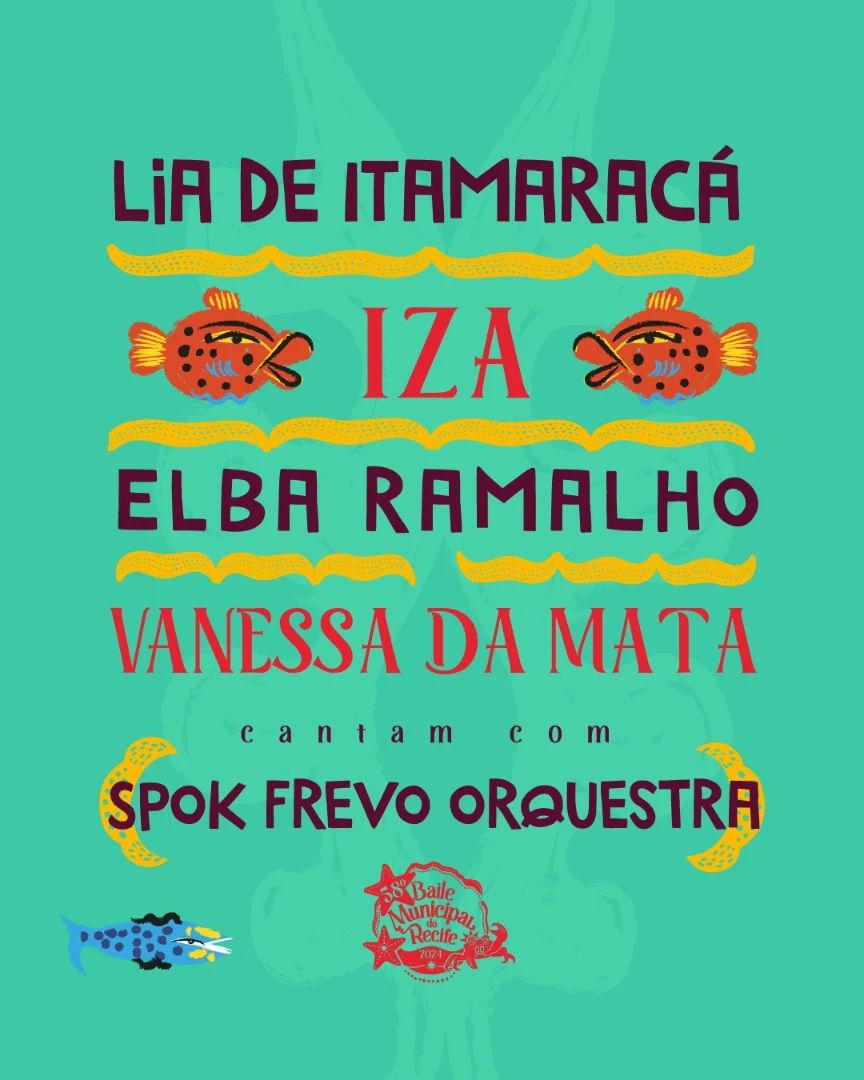 LiA DE ITAMARACÁ
IZA
ELBA RAMALHO
VANESSA DA MATA
cantam com
SPOK FREVO ORQUESTRA
58º Baile
Municipal
do
Recife
2024